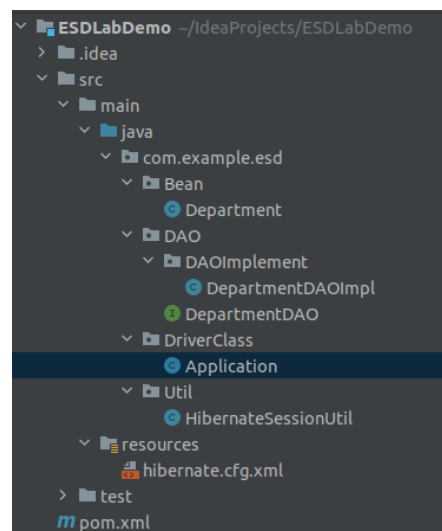 ESDLabDemo ~/IdeaProjects/ESDLabDemo
.idea
src
main
java
com.example.esd
Bean
C Department
DAO
DAOImplement
C DepartmentDAOImpl
I DepartmentDAO
DriverClass
C Application
Util
C HibernateSessionUtil
resources
hibernate.cfg.xml
test
m pom.xml